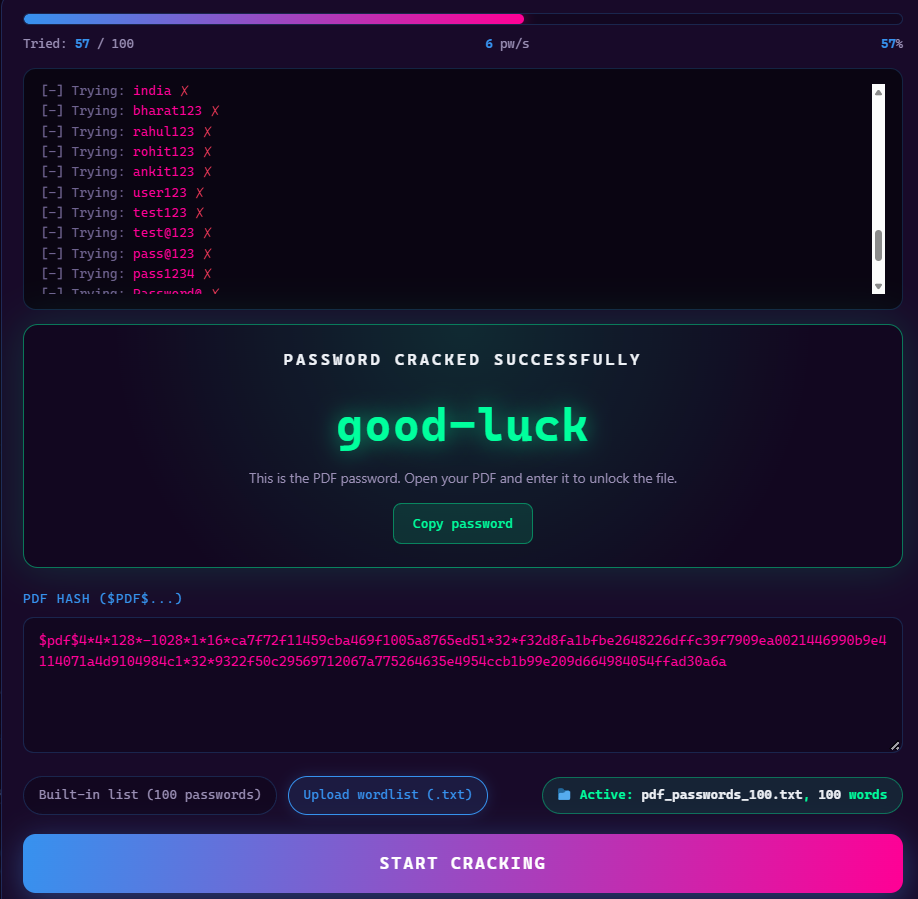 Tried: 57 / 100 6 pw/s 57%
[-] Trying: india ✗
[-] Trying: bharat123 ✗
[-] Trying: rahul123 ✗
[-] Trying: rohit123 ✗
[-] Trying: ankit123 ✗
[-] Trying: user123 ✗
[-] Trying: test123 ✗
[-] Trying: test@123 ✗
[-] Trying: pass@123 ✗
[-] Trying: pass1234 ✗
[-] Trying: Password@ ✗
PASSWORD CRACKED SUCCESSFULLY
good-luck
This is the PDF password. Open your PDF and enter it to unlock the file.
Copy password
PDF HASH ($PDF$...)
$pdf$4*4*128*-1028*1*16*ca7f72f11459cba469f1005a8765ed51*32*f32d8fa1bfbe2648226dffc39f7909ea0021446990b9e4
114071a4d9104984c1*32*9322f50c29569712067a775264635e4954ccb1b99e209d664984054ffad30a6a
Built-in list (100 passwords) Upload wordlist (.txt) Active: pdf_passwords_100.txt, 100 words
START CRACKING